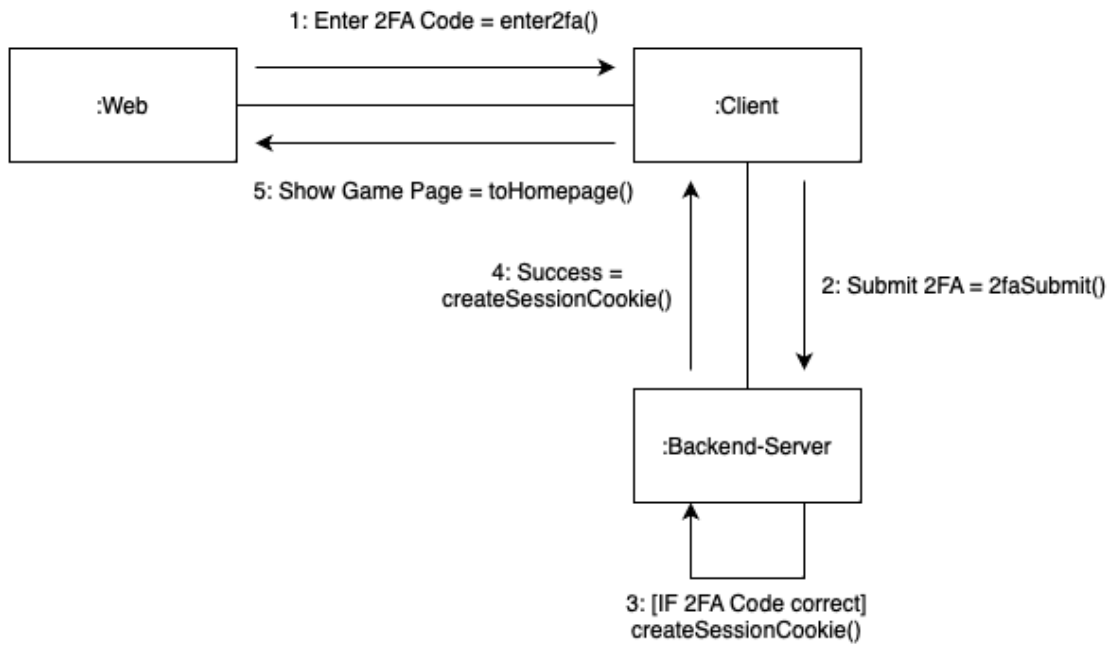 1: Enter 2FA Code = enter2fa()
:Web
:Client
5: Show Game Page = toHomepage()
4: Success =
createSessionCookie()
2: Submit 2FA = 2faSubmit()
:Backend-Server
3: [IF 2FA Code correct]
createSessionCookie()